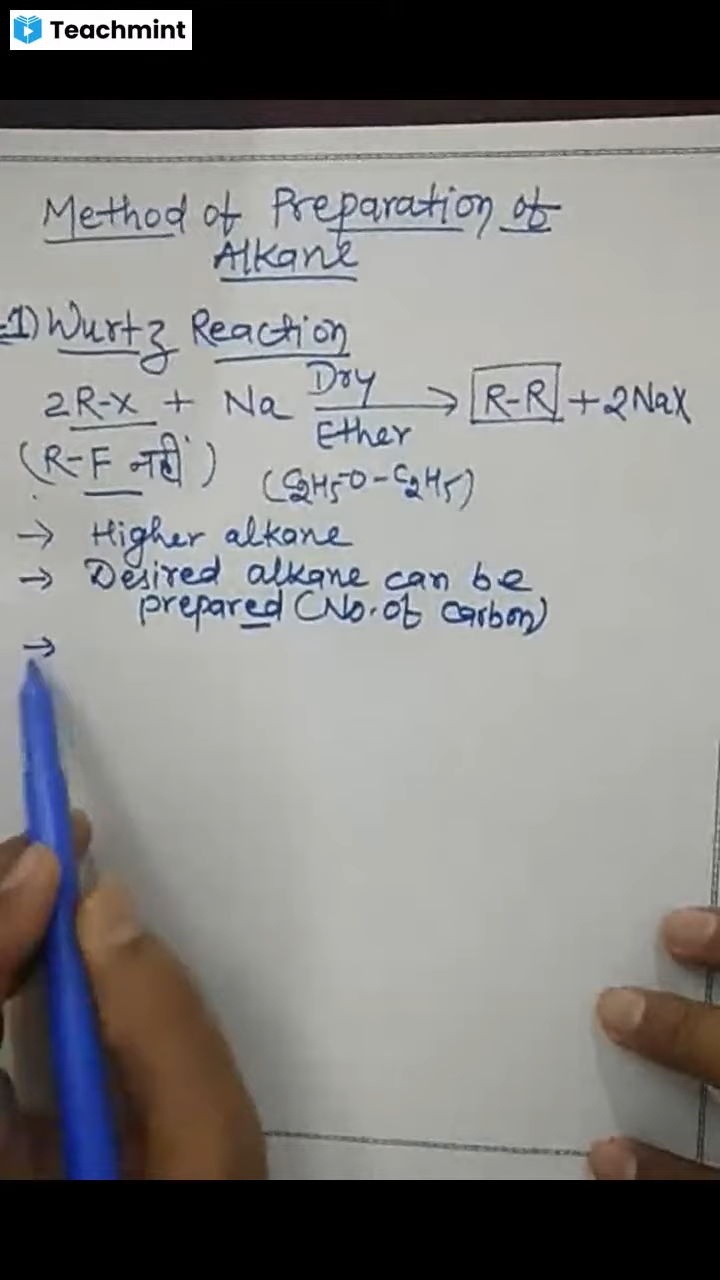 Teachmint
Method of Preparation of
Alkane
1) Wurtz Reaction
2R-X + Na Dry Ether → R-R + 2NaX
(R-F नहीं) (C2H5-O-C2H5)
→ Higher alkane
→ Desired alkane can be
prepared (No. of carbon)
→